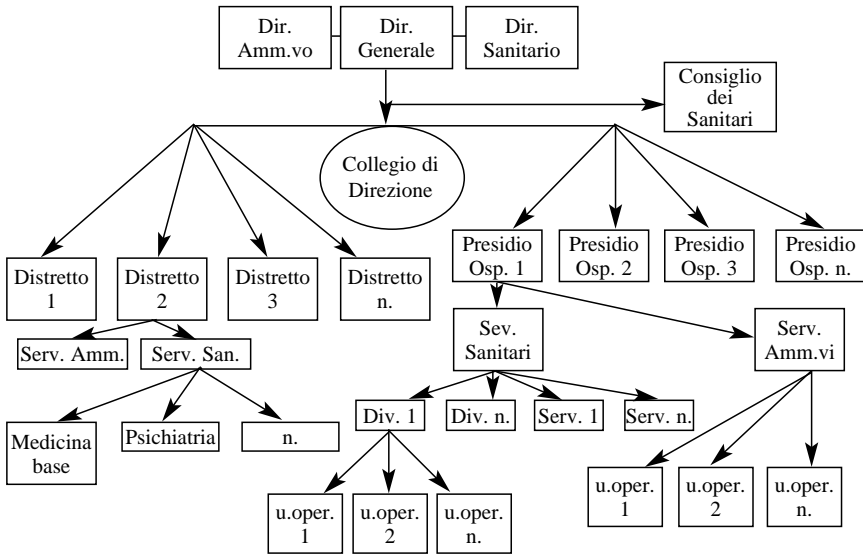 Dir.
Amm.vo
Dir.
Generale
Dir.
Sanitario
Consiglio
dei
Sanitari
Collegio di
Direzione
Distretto
1
Distretto
2
Distretto
3
Distretto
n.
Presidio
Osp. 1
Presidio
Osp. 2
Presidio
Osp. 3
Presidio
Osp. n.
Serv. Amm.
Serv. San.
Sev.
Sanitari
Serv.
Amm.vi
Medicina
base
Psichiatria
n.
Div. 1
Div. n.
Serv. 1
Serv. n.
u.oper.
1
u.oper.
2
u.oper.
n.
u.oper.
1
u.oper.
2
u.oper.
n.